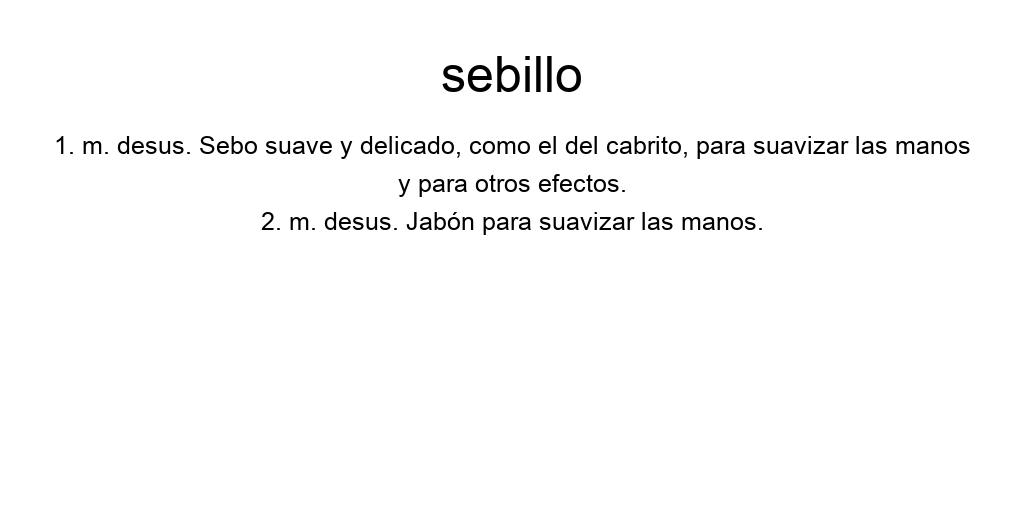 sebillo
1. m. desus. Sebo suave y delicado, como el del cabrito, para suavizar las manos
y para otros efectos.
2. m. desus. Jabón para suavizar las manos.